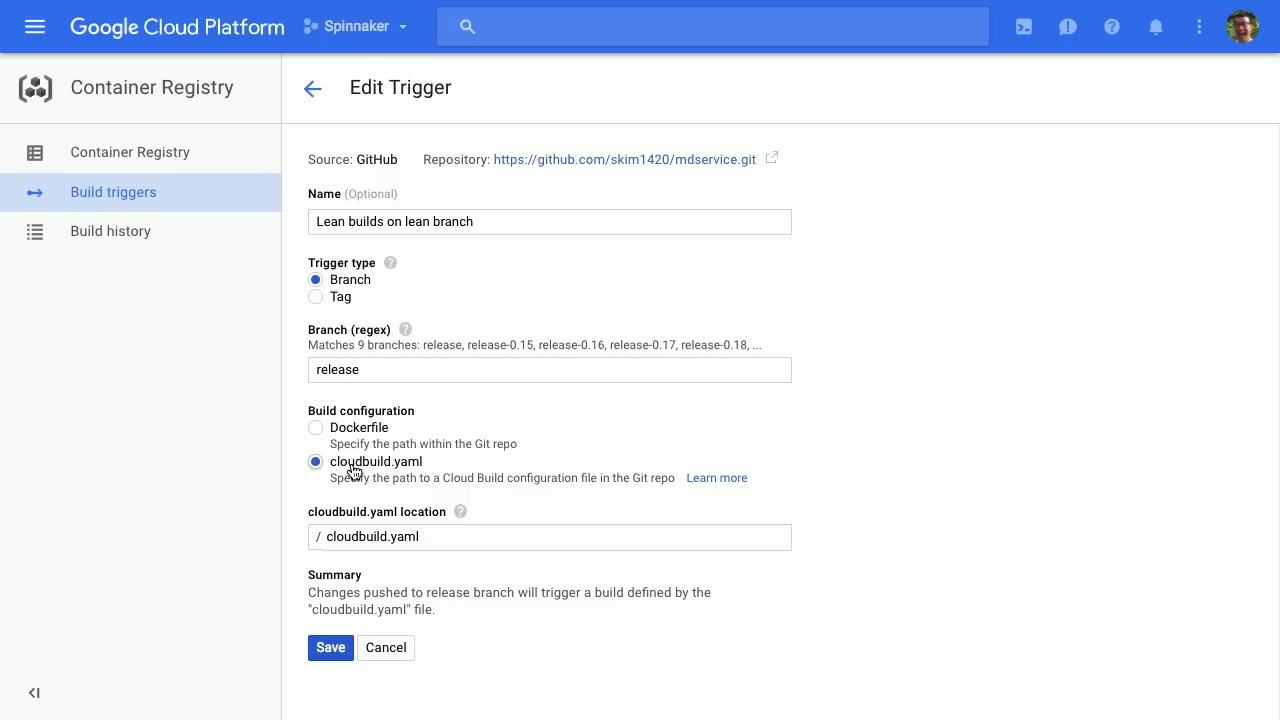 Google Cloud Platform
Spinnaker
Container Registry
Edit Trigger
Container Registry
Build triggers
Build history
Source: GitHub Repository: https://github.com/skim1420/mdservice.git
Name (Optional)
Lean builds on lean branch
Trigger type
Branch
Tag
Branch (regex)
Matches 9 branches: release, release-0.15, release-0.16, release-0.17, release-0.18, ...
release
Build configuration
Dockerfile
Specify the path within the Git repo
cloudbuild.yaml
Specify the path to a Cloud Build configuration file in the Git repo Learn more
cloudbuild.yaml location
/ cloudbuild.yaml
Summary
Changes pushed to release branch will trigger a build defined by the
"cloudbuild.yaml" file.
Save Cancel